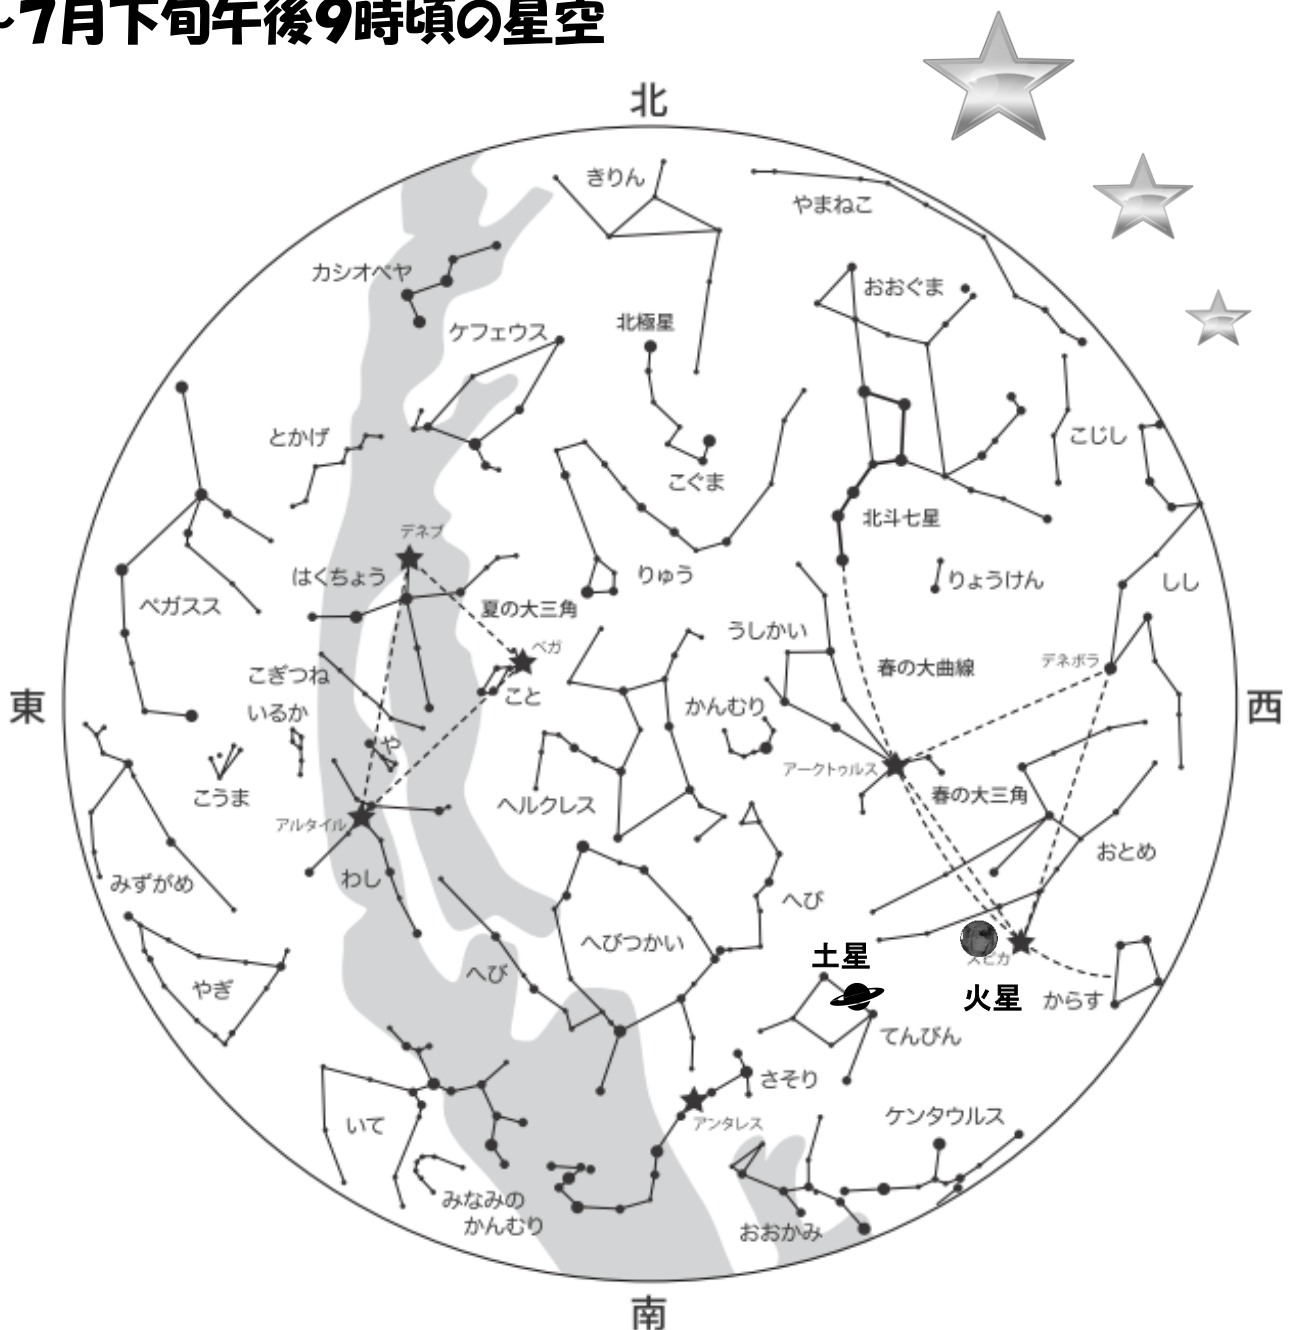 ~7月下旬午後9時頃の星空
北
きりん
やまねこ
カシオペヤ
おおぐま
ケフェウス
北極星
とかげ
こじし
こぐま
北斗七星
デネブ
はくちょう
りゅう
りょうけん
しし
ペガスス
夏の大三角
うしかい
ベガ
春の大曲線
デネボラ
こぎつね
こと
かんむり
東
西
いるか
や
アークトゥルス
こうま
ヘルクレス
春の大三角
アルタイル
おとめ
みずがめ
わし
へび
へびつかい
土星
スピカ
へび
やぎ
火星
からす
てんびん
さそり
いて
アンタレス
ケンタウルス
みなみの
かんむり
おおかみ
南